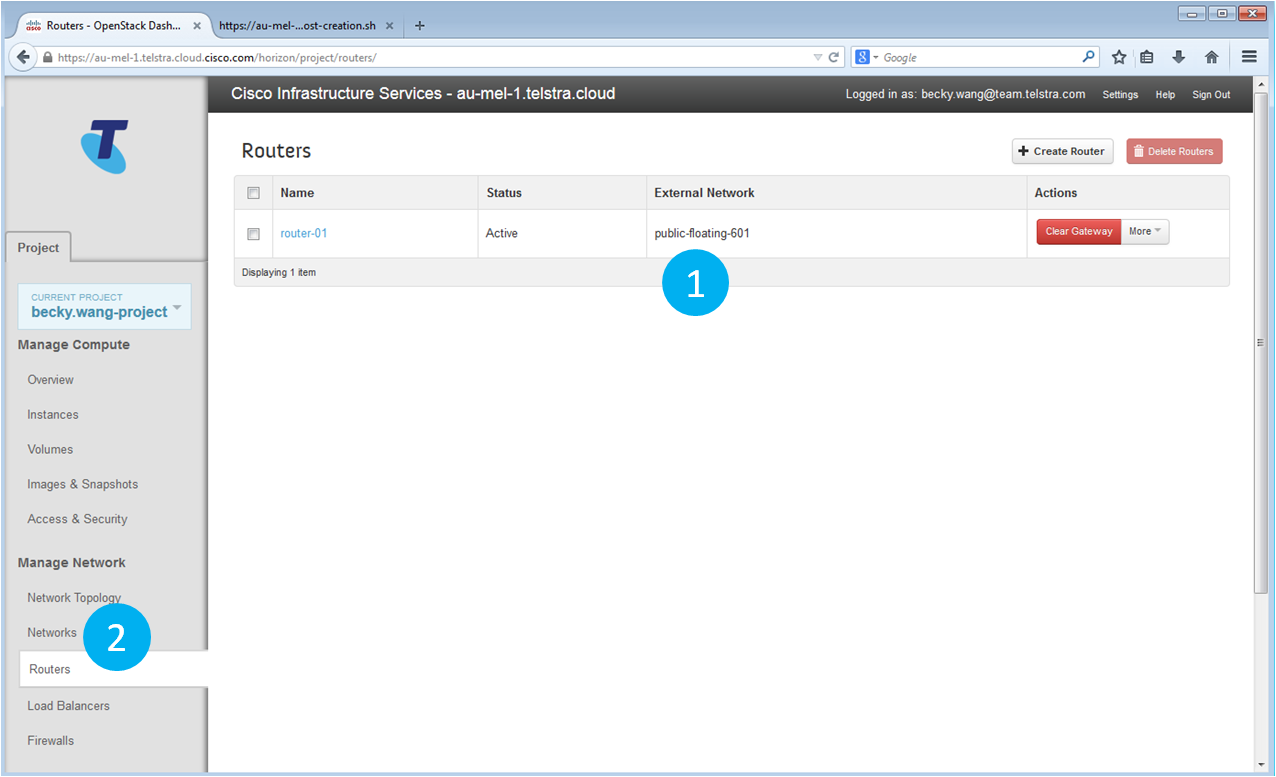 Routers - OpenStack Dash...
https://au-mel-...ost-creation.sh
https://au-mel-1.telstra.cloud.cisco.com/horizon/project/routers/
Google
Cisco Infrastructure Services - au-mel-1.telstra.cloud
Logged in as: becky.wang@team.telstra.com Settings Help Sign Out
T
Project
CURRENT PROJECT
becky.wang-project
Manage Compute
Overview
Instances
Volumes
Images & Snapshots
Access & Security
Manage Network
Network Topology
Networks
2
Routers
Load Balancers
Firewalls
Routers
Create Router
Delete Routers
Name Status External Network Actions
router-01 Active public-floating-601 Clear Gateway More
Displaying 1 item
1